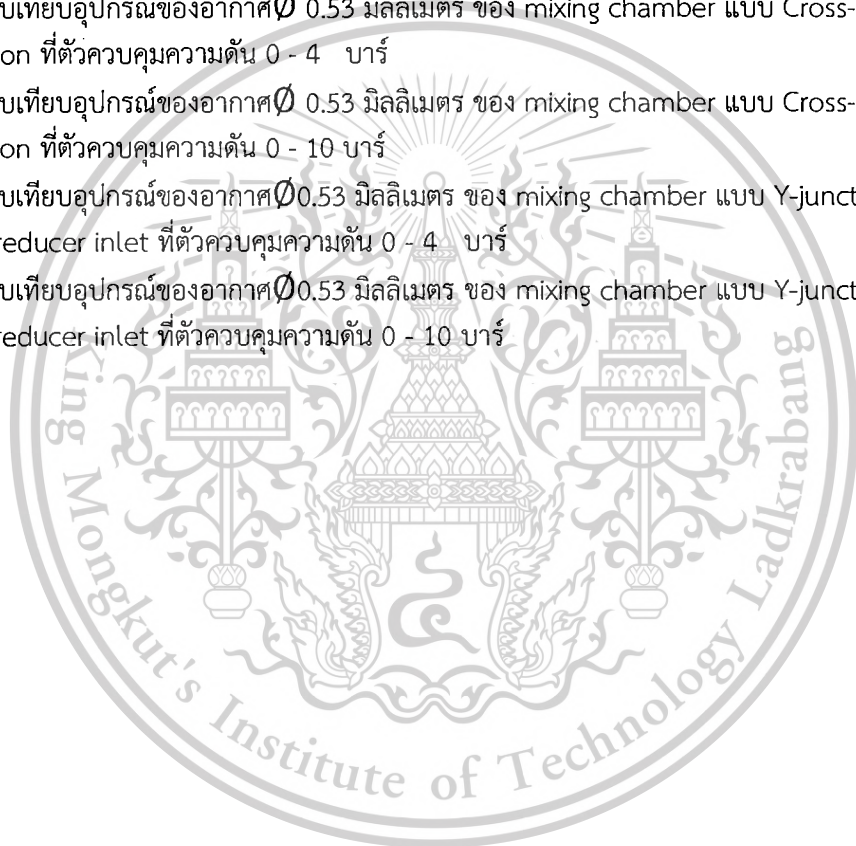 บเทียบอุปกรณ์ของอากาศØ 0.53 มิลลิเมตร ของ mixing chamber แบบ Cross-
on ที่ตัวควบคุมความดัน 0 - 4 บาร์
บเทียบอุปกรณ์ของอากาศØ 0.53 มิลลิเมตร ของ mixing chamber แบบ Cross-
on ที่ตัวควบคุมความดัน 0 - 10 บาร์
บเทียบอุปกรณ์ของอากาศØ0.53 มิลลิเมตร ของ mixing chamber แบบ Y-junct
reducer inlet ที่ตัวควบคุมความดัน 0 - 4 บาร์
บเทียบอุปกรณ์ของอากาศØ0.53 มิลลิเมตร ของ mixing chamber แบบ Y-junct
reducer inlet ที่ตัวควบคุมความดัน 0 - 10 บาร์
King Mongkut's Institute of Technology Ladkrabang